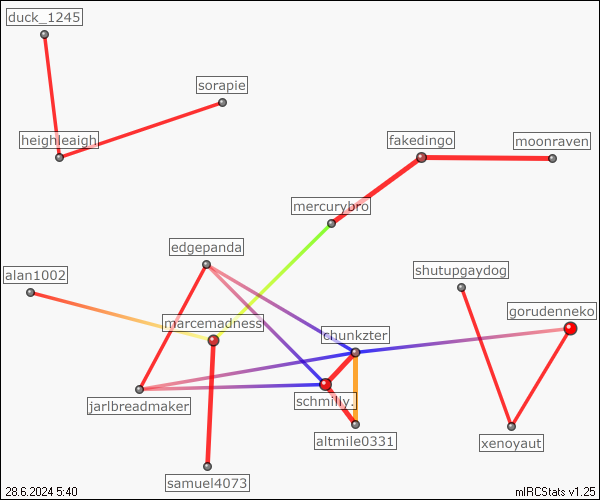 duck_1245
sorapie
heighleaigh
fakedingo
moonraven
mercurybro
edgepanda
shutupgaydog
alan1002
gorudenneko
marcemadness
chunkzter
schmilly.
jarlbreadmaker
altmile0331
xenoyaut
samuel4073
28.6.2024 5:40
mIRCStats v1.25